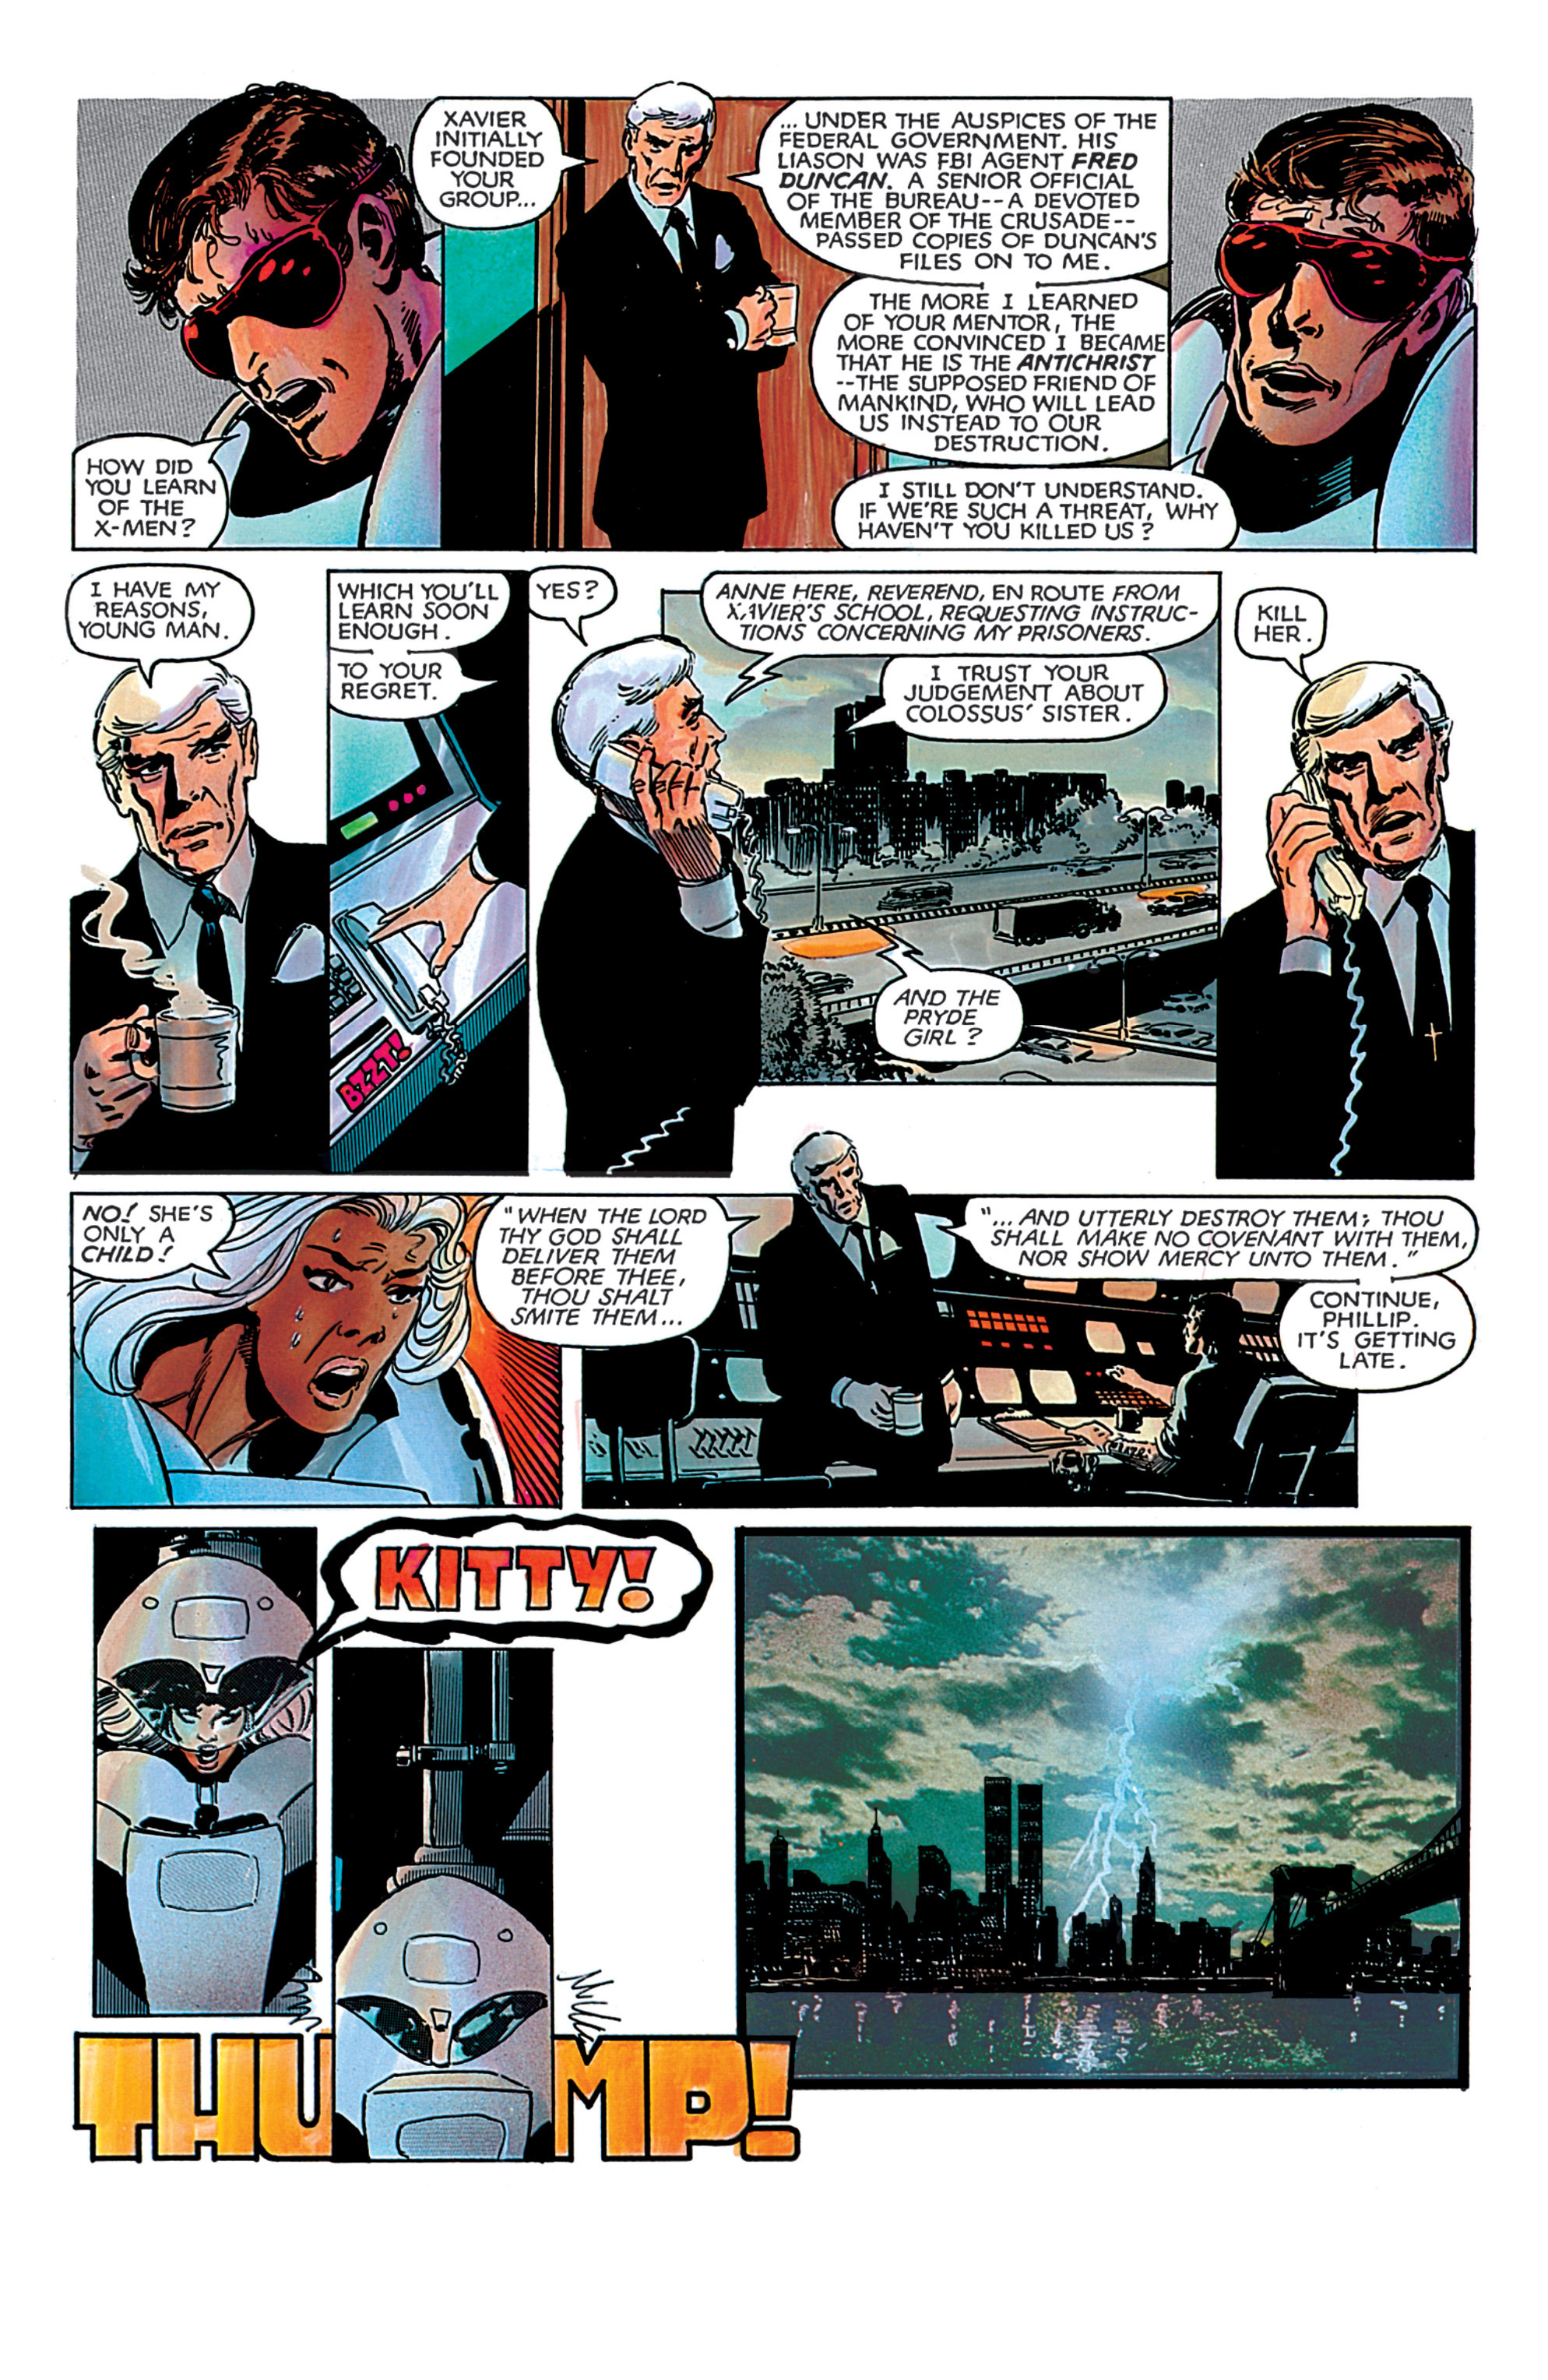 XAVIER
INITIALLY
FOUNDED
YOUR
GROUP...
HOW DID
YOU LEARN
OF THE
X-MEN?
... UNDER THE AUSPICES OF THE
FEDERAL GOVERNMENT. HIS
LIASON WAS FBI AGENT FRED
DUNCAN. A SENIOR OFFICIAL
OF THE BUREAU--A DEVOTED
MEMBER OF THE CRUSADE--
PASSED COPIES OF DUNCAN'S
FILES ON TO ME.
THE MORE I LEARNED
OF YOUR MENTOR, THE
MORE CONVINCED I BECAME
THAT HE IS THE ANTICHRIST
--THE SUPPOSED FRIEND OF
MANKIND, WHO WILL LEAD
US INSTEAD TO OUR
DESTRUCTION.
I STILL DON'T UNDERSTAND.
IF WE'RE SUCH A THREAT, WHY
HAVEN'T YOU KILLED US?
I HAVE MY
REASONS,
YOUNG MAN.
WHICH YOU'LL
LEARN SOON
ENOUGH.
TO YOUR
REGRET.
BZZT!
YES?
ANNE HERE, REVEREND, EN ROUTE FROM
XAVIER'S SCHOOL, REQUESTING INSTRUC-
TIONS CONCERNING MY PRISONERS.
I TRUST YOUR
JUDGEMENT ABOUT
COLOSSUS' SISTER.
AND THE
PRYDE
GIRL?
KILL
HER.
NO! SHE'S
ONLY A
CHILD!
"WHEN THE LORD
THY GOD SHALL
DELIVER THEM
BEFORE THEE,
THOU SHALT
SMITE THEM...
"... AND UTTERLY DESTROY THEM; THOU
SHALL MAKE NO COVENANT WITH THEM,
NOR SHOW MERCY UNTO THEM."
CONTINUE,
PHILLIP.
IT'S GETTING
LATE.
KITTY!
THUMP!